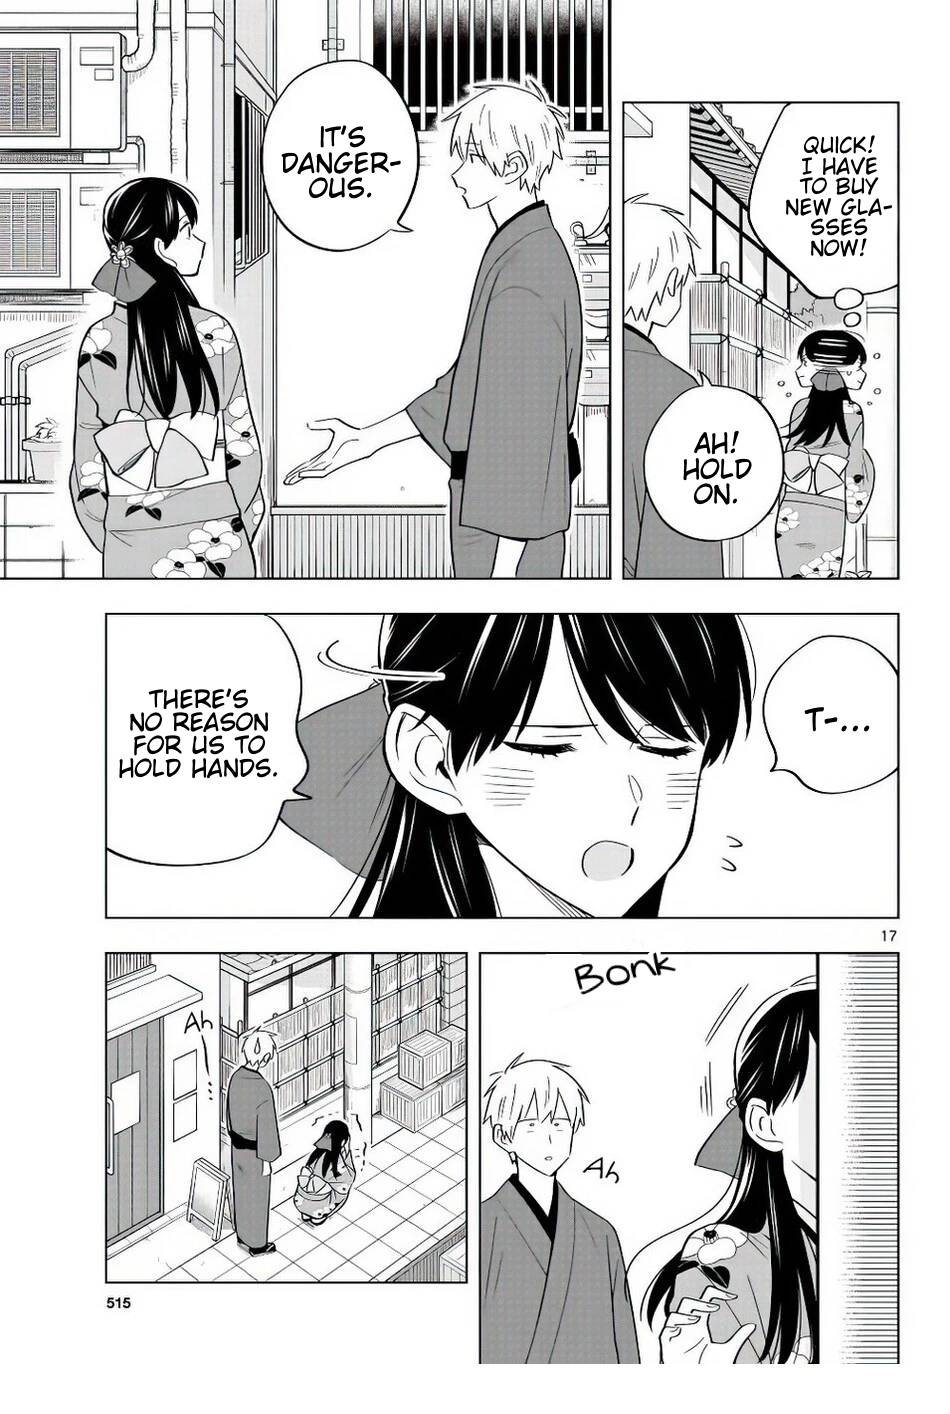 QUICK!
I HAVE
TO BUY
NEW GLA-
SSES
NOW!
AH!
HOLD
ON.
IT'S
DANGER-
OUS.
T-...
THERE'S
NO REASON
FOR US TO
HOLD HANDS.
17
Bonk
Ah
Ah
515